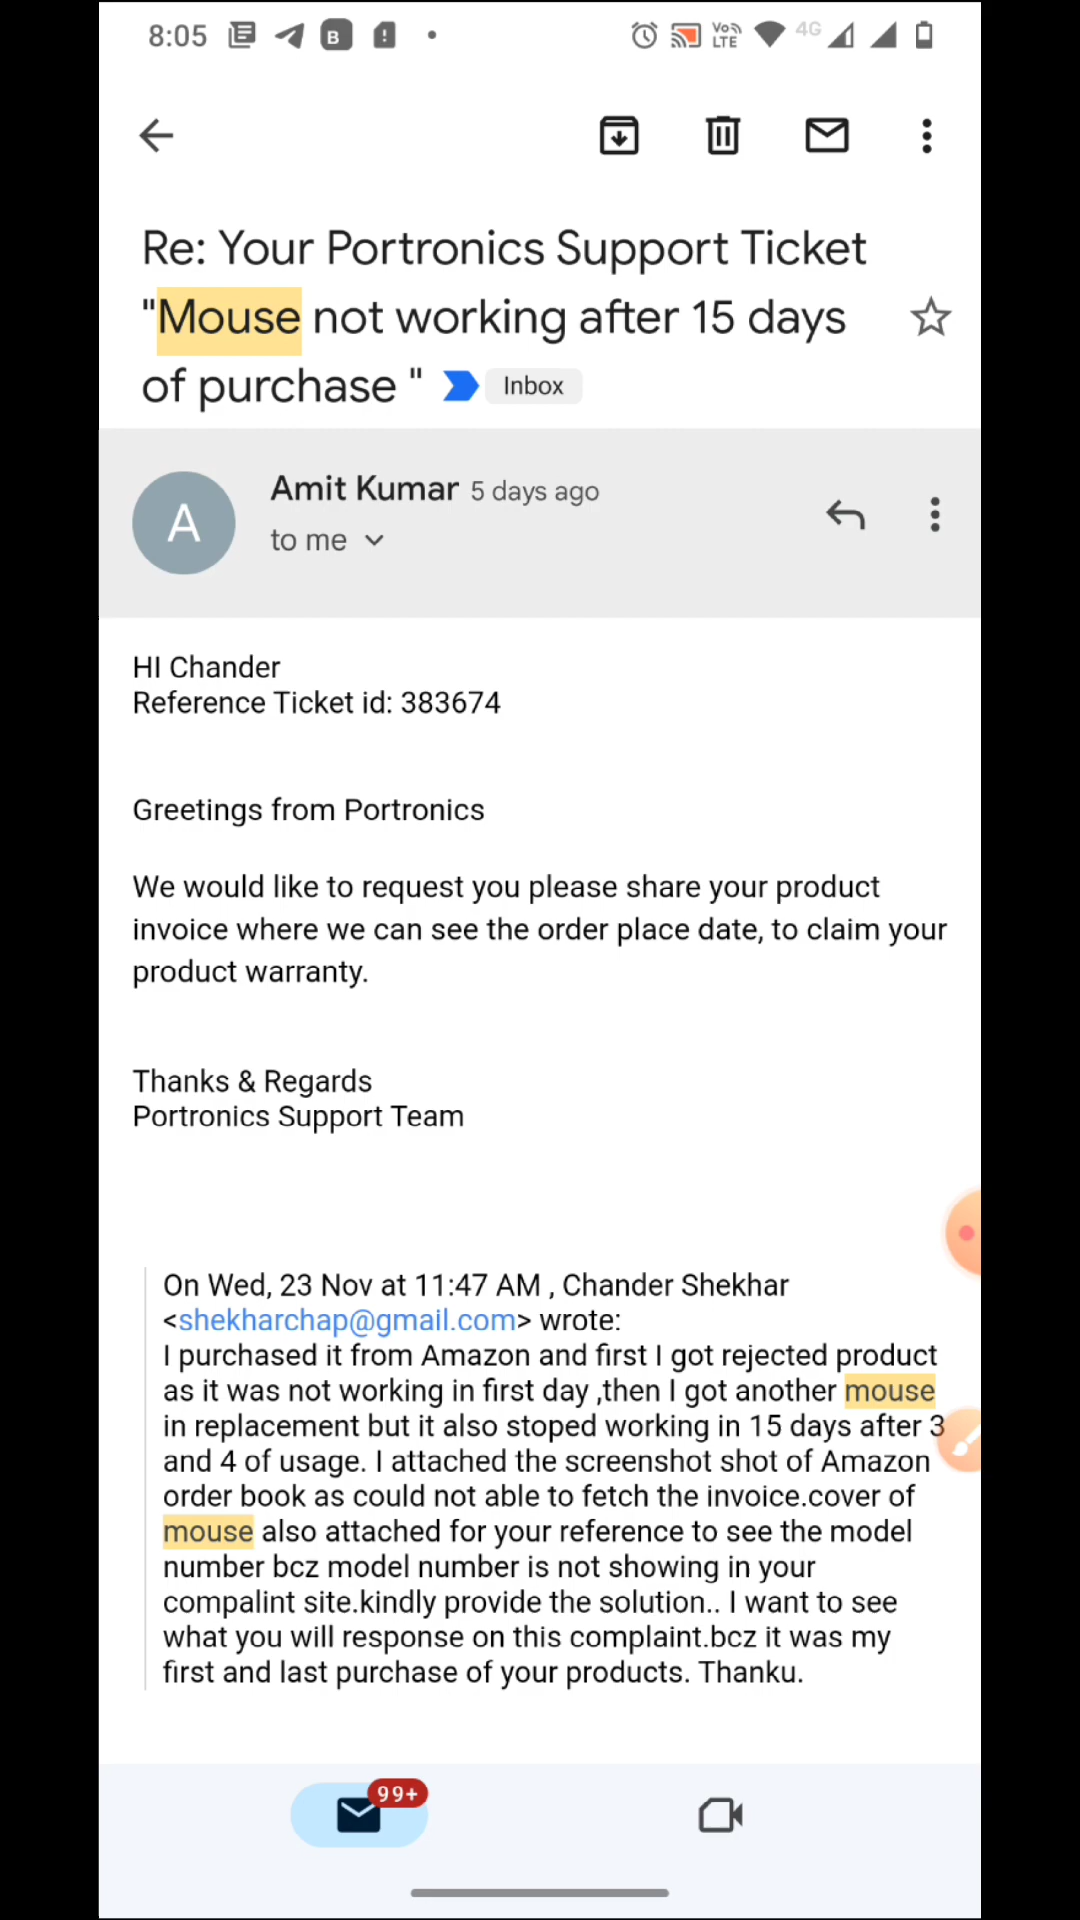 8:05 B ! Vo LTE 4G
Re: Your Portronics Support Ticket
"Mouse not working after 15 days
of purchase " Inbox
A
Amit Kumar 5 days ago
to me
HI Chander
Reference Ticket id: 383674
Greetings from Portronics
We would like to request you please share your product
invoice where we can see the order place date, to claim your
product warranty.
Thanks & Regards
Portronics Support Team
On Wed, 23 Nov at 11:47 AM , Chander Shekhar
<shekharchap@gmail.com> wrote:
I purchased it from Amazon and first I got rejected product
as it was not working in first day ,then I got another mouse
in replacement but it also stoped working in 15 days after 3
and 4 of usage. I attached the screenshot shot of Amazon
order book as could not able to fetch the invoice.cover of
mouse also attached for your reference to see the model
number bcz model number is not showing in your
compalint site.kindly provide the solution.. I want to see
what you will response on this complaint.bcz it was my
first and last purchase of your products. Thanku.
99+